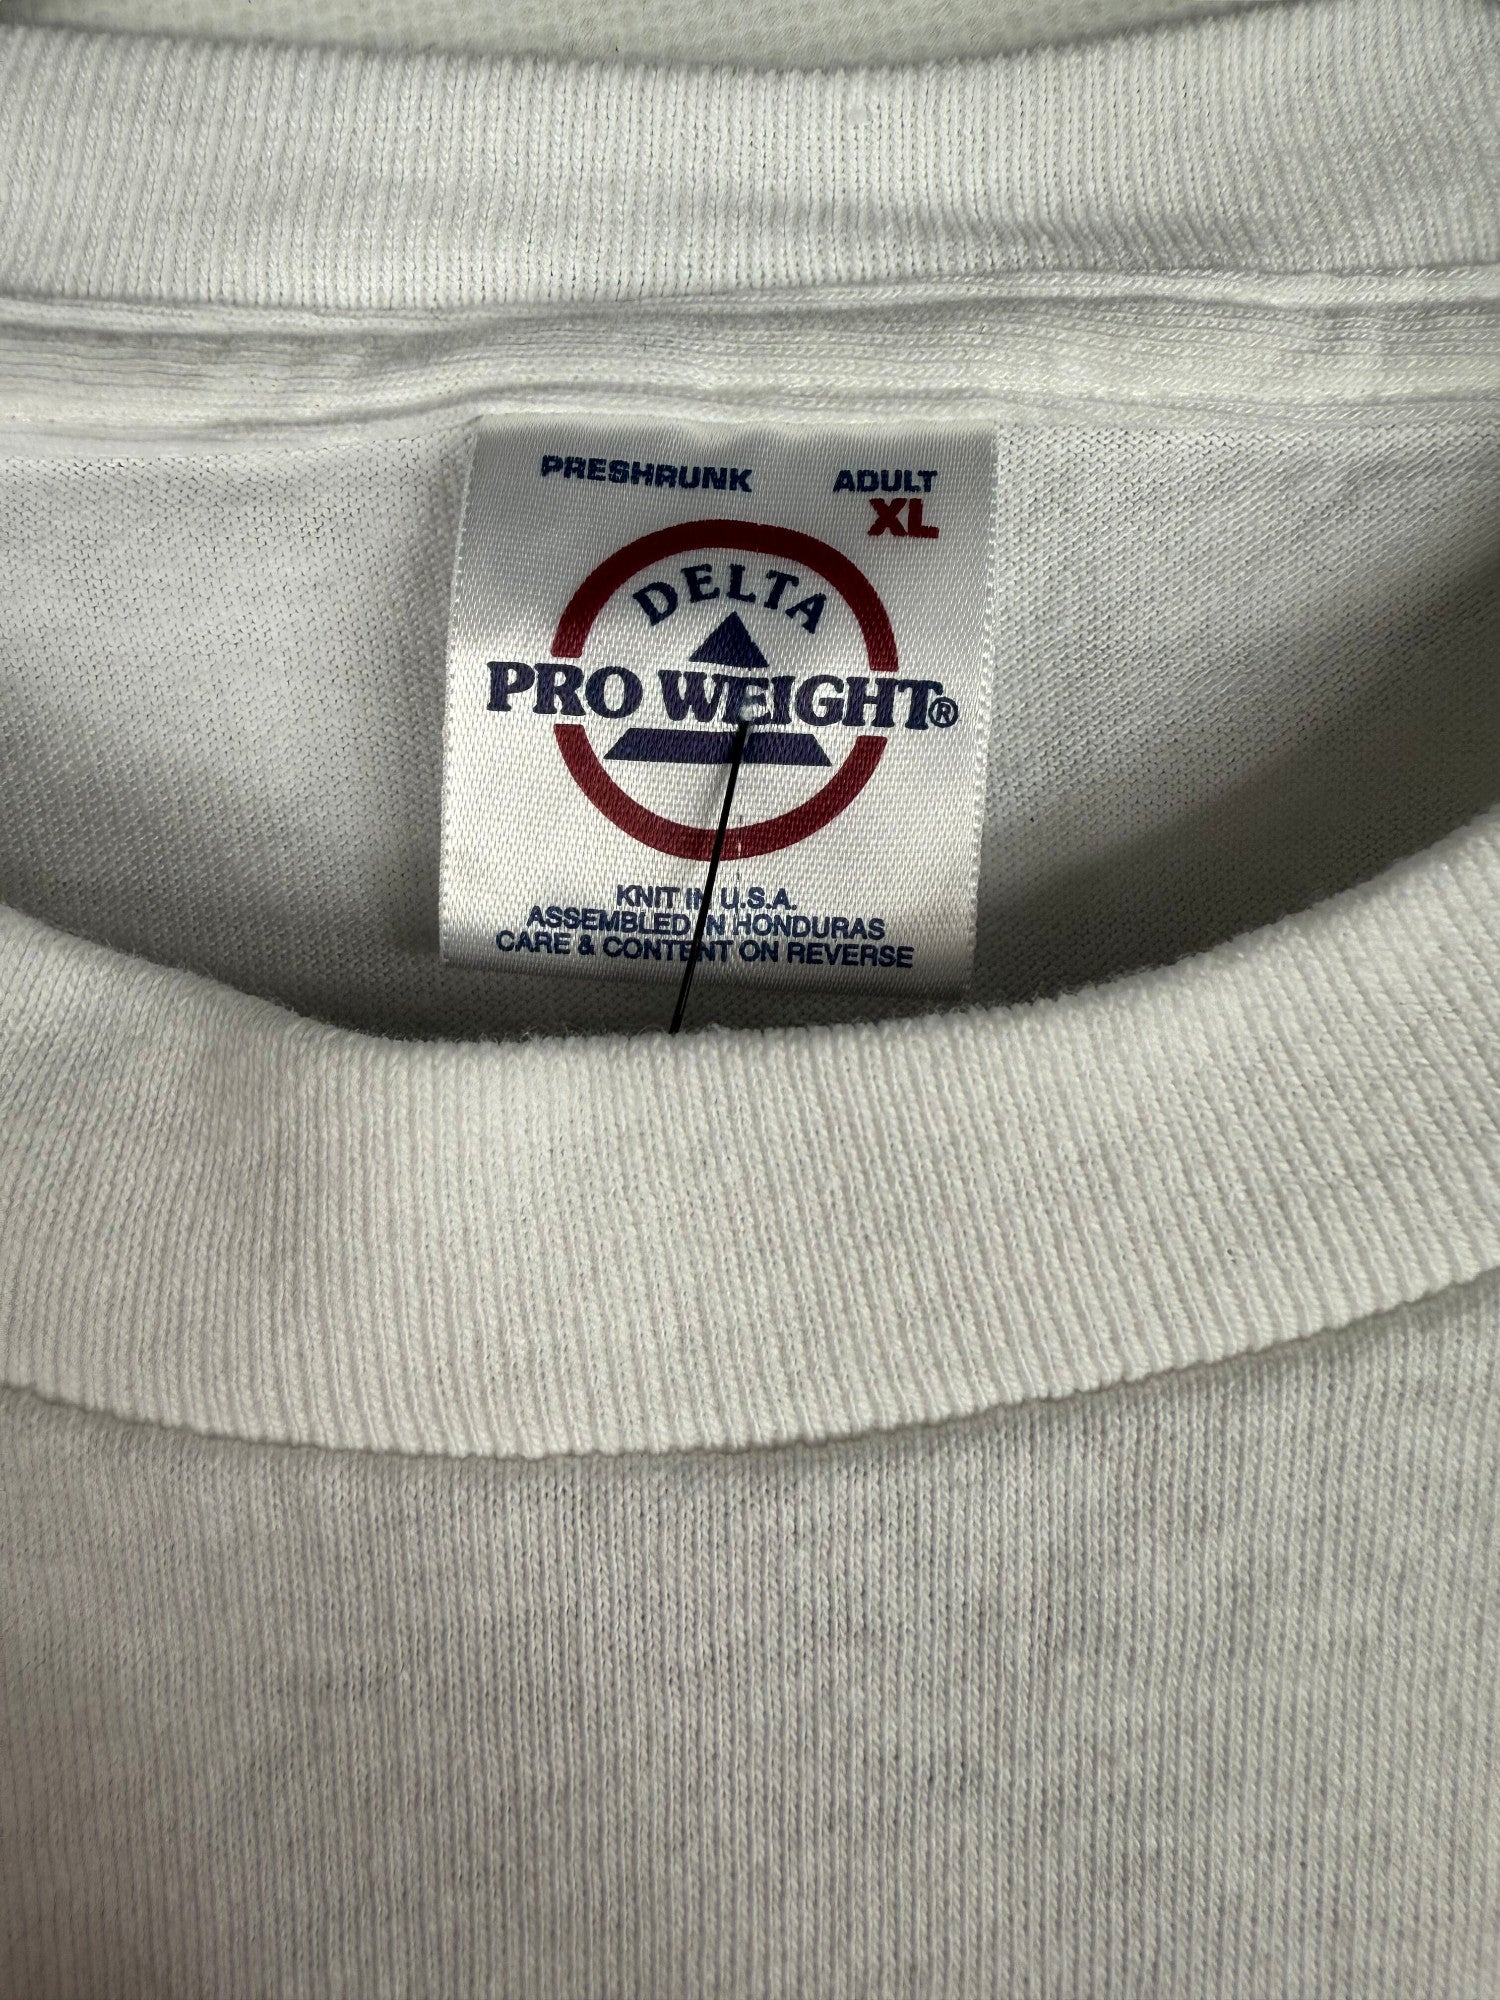 PRESHRUNK ADULT
XL
DELTA
PRO WEIGHT®
KNIT IN U.S.A.
ASSEMBLED IN HONDURAS
CARE & CONTENT ON REVERSE